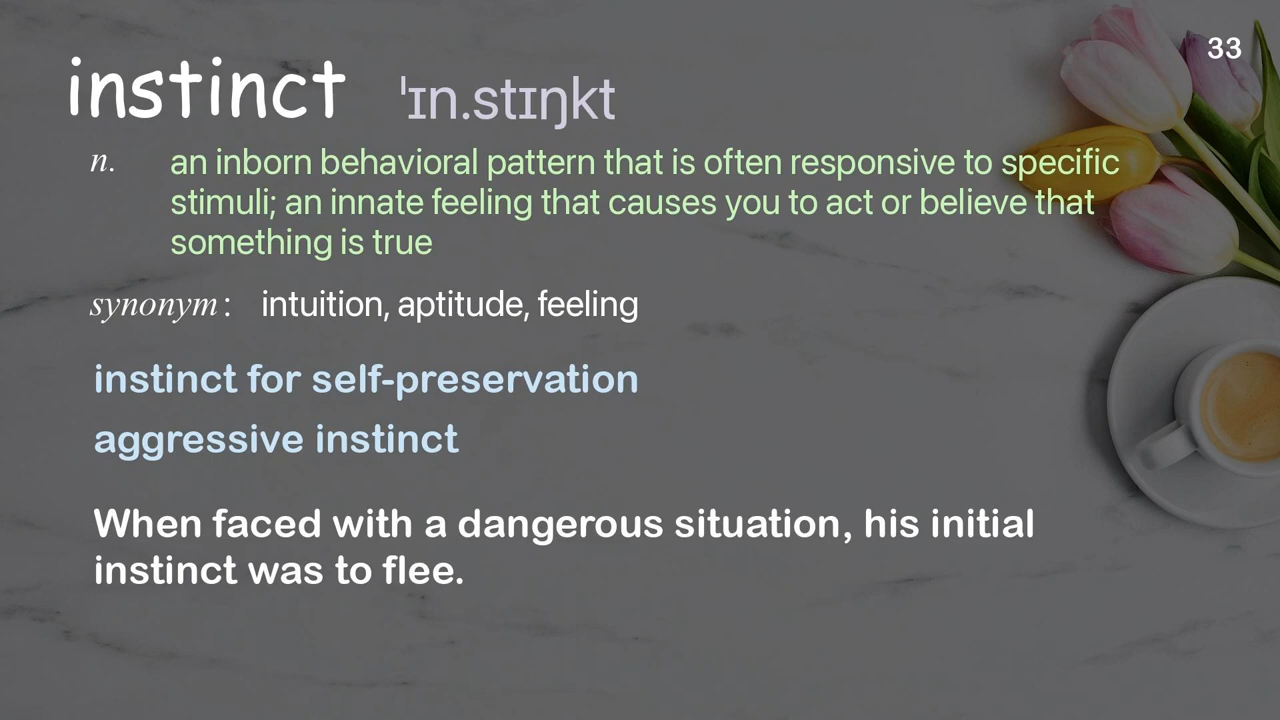 33
instinct ˈɪn.stɪŋkt
n. an inborn behavioral pattern that is often responsive to specific
stimuli; an innate feeling that causes you to act or believe that
something is true
synonym: intuition, aptitude, feeling
instinct for self-preservation
aggressive instinct
When faced with a dangerous situation, his initial
instinct was to flee.